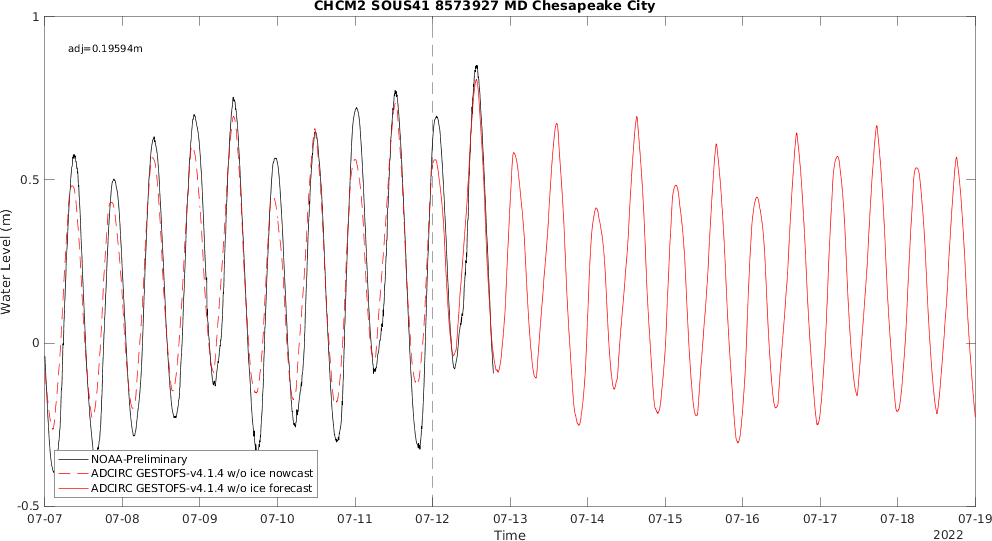 CHCM2 SOUS41 8573927 MD Chesapeake City
adj=0.19594m
1
0.5
0
-0.5
Water Level (m)
NOAA-Preliminary
ADCIRC GESTOFS-v4.1.4 w/o ice nowcast
ADCIRC GESTOFS-v4.1.4 w/o ice forecast
07-07 07-08 07-09 07-10 07-11 07-12 07-13 07-14 07-15 07-16 07-17 07-18 07-19
Time
2022